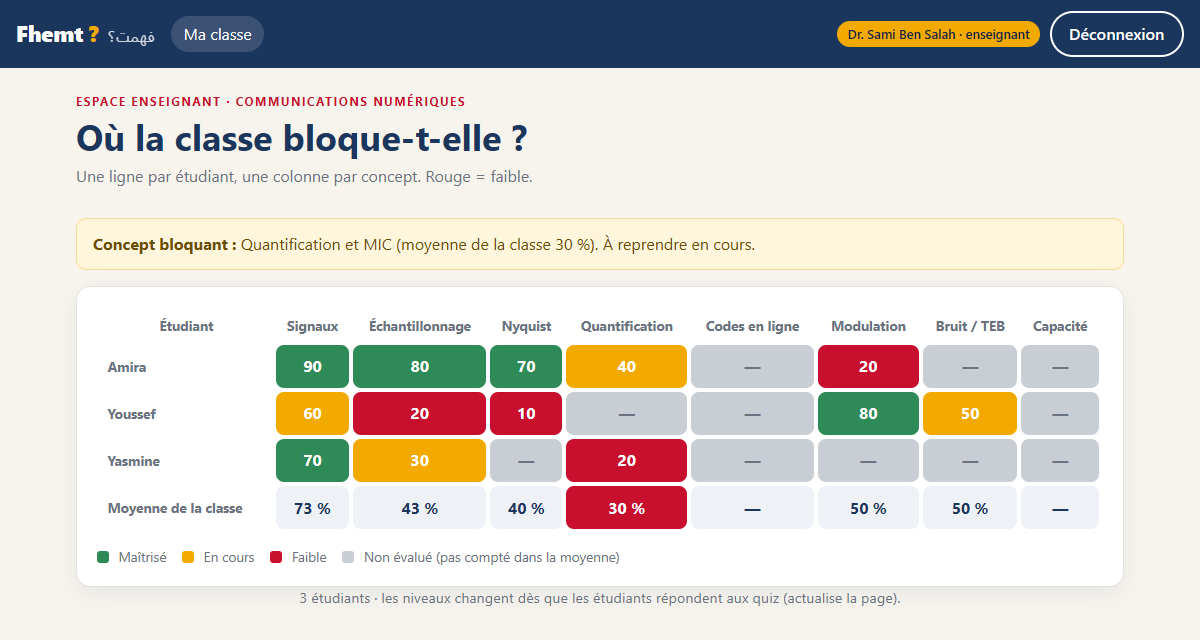 Fhemt ? فهمت؟ Ma classe Dr. Sami Ben Salah · enseignant Déconnexion
ESPACE ENSEIGNANT · COMMUNICATIONS NUMÉRIQUES
Où la classe bloque-t-elle ?
Une ligne par étudiant, une colonne par concept. Rouge = faible.
Concept bloquant : Quantification et MIC (moyenne de la classe 30 %). À reprendre en cours.
Étudiant Signaux Échantillonnage Nyquist Quantification Codes en ligne Modulation Bruit / TEB Capacité
Amira 90 80 70 40 — 20 — —
Youssef 60 20 10 — — 80 50 —
Yasmine 70 30 — 20 — — — —
Moyenne de la classe 73 % 43 % 40 % 30 % — 50 % 50 % —
Maîtrisé En cours Faible Non évalué (pas compté dans la moyenne)
3 étudiants · les niveaux changent dès que les étudiants répondent aux quiz (actualise la page).